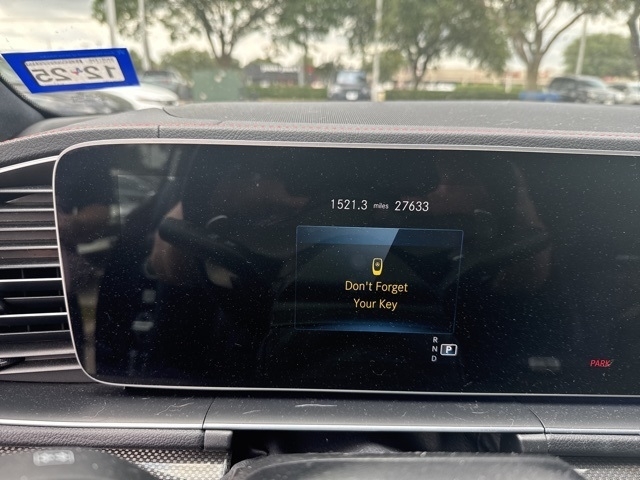 12 25
1521.3 miles 27633
Don't Forget
Your Key
R
N P
D
PARK